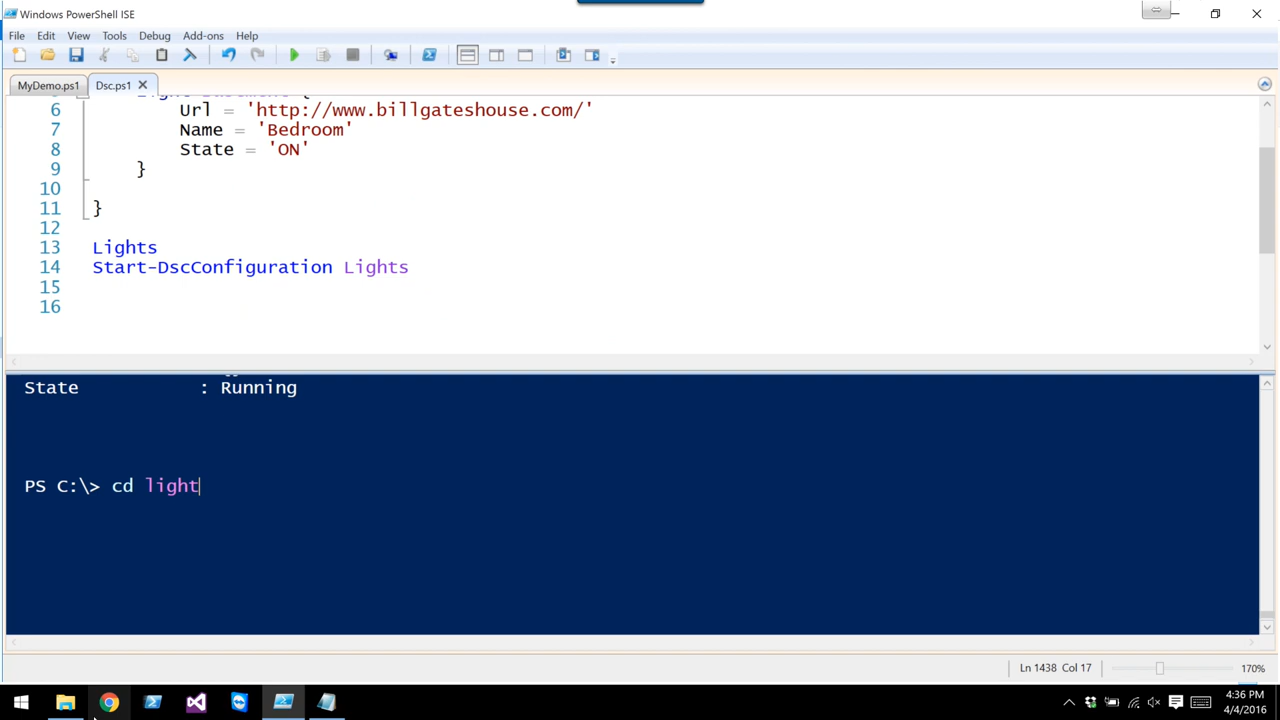 Windows PowerShell ISE
File Edit View Tools Debug Add-ons Help
MyDemo.ps1 Dsc.ps1
6 Url = 'http://www.billgateshouse.com/'
7 Name = 'Bedroom'
8 State = 'ON'
9 }
10
11 }
12
13 Lights
14 Start-DscConfiguration Lights
15
16
State : Running
PS C:\> cd light
Ln 1438 Col 17 170%
4:36 PM
4/4/2016